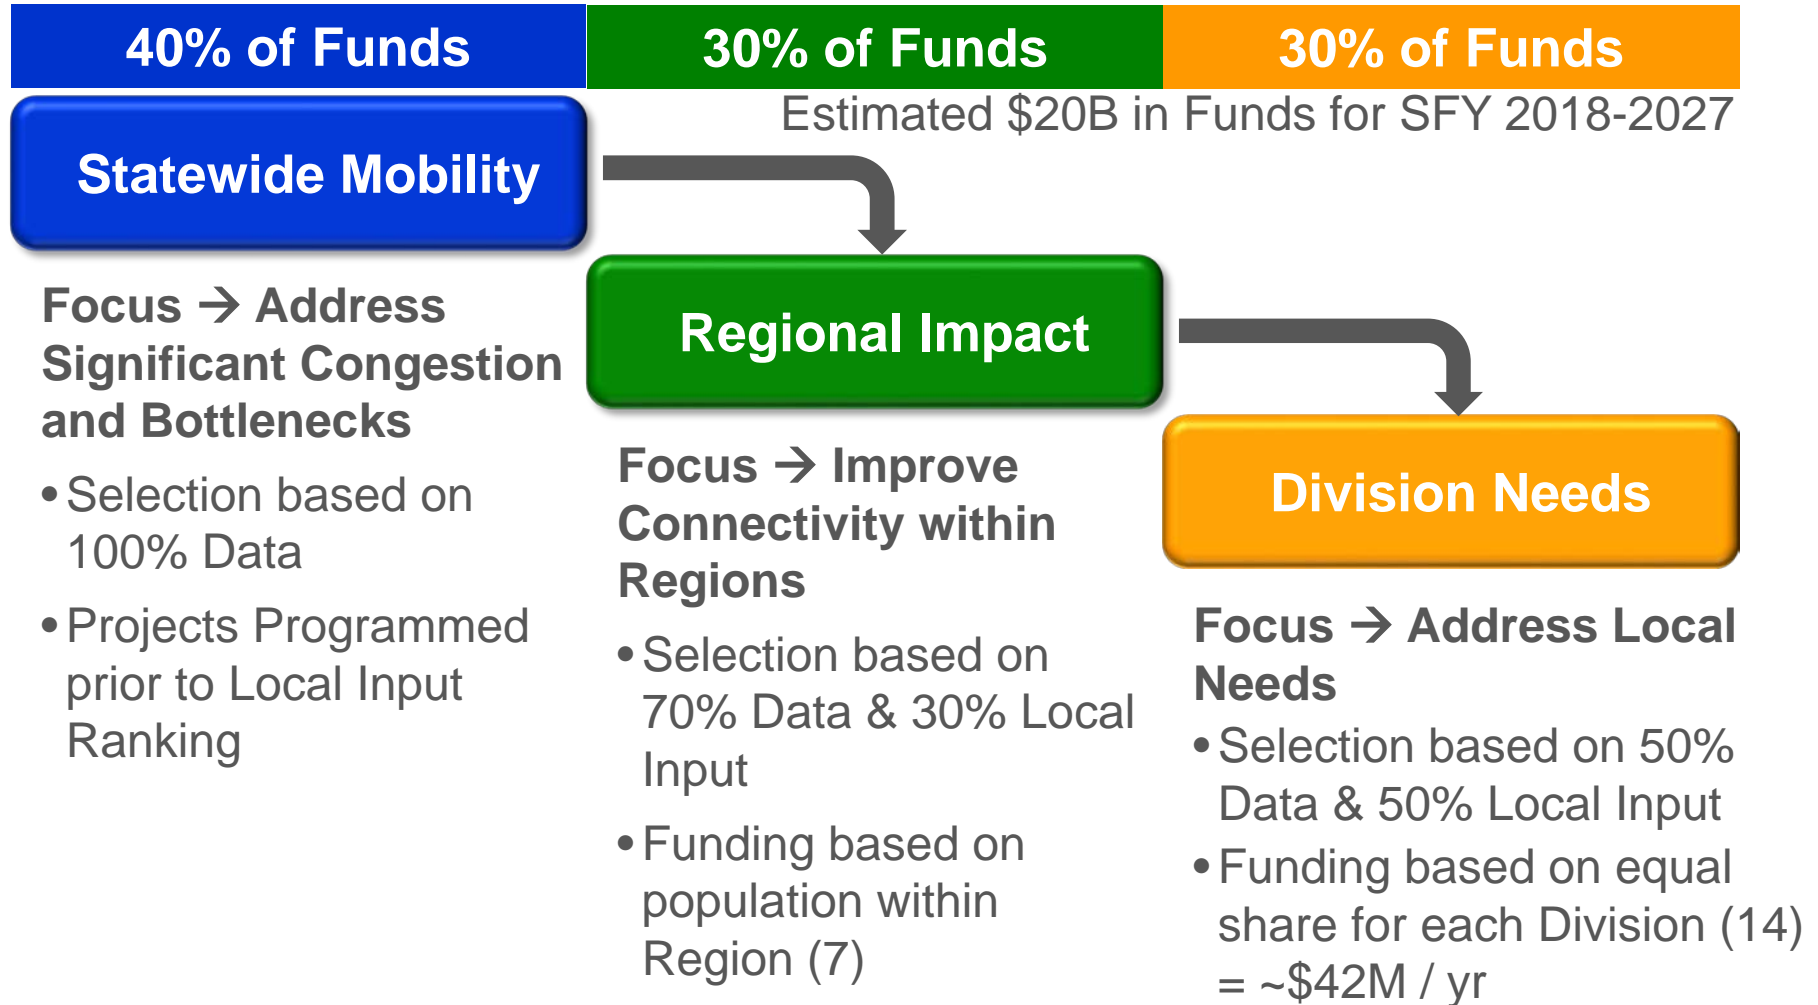 40% of Funds
30% of Funds
30% of Funds
Estimated $20B in Funds for SFY 2018-2027
Statewide Mobility
Focus → Address
Significant Congestion
and Bottlenecks
• Selection based on
100% Data
• Projects Programmed
prior to Local Input
Ranking
Regional Impact
Focus → Improve
Connectivity within
Regions
• Selection based on
70% Data & 30% Local
Input
• Funding based on
population within
Region (7)
Division Needs
Focus → Address Local
Needs
• Selection based on 50%
Data & 50% Local Input
• Funding based on equal
share for each Division (14)
= ~$42M / yr